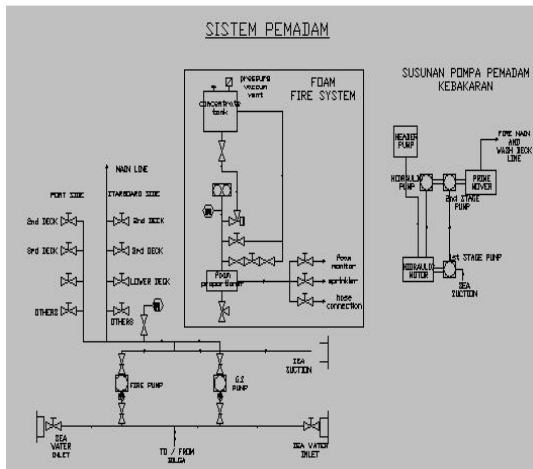 SISTEM PEMADAM
pressure
vacuum
vent
concentrate
tank
FOAM
FIRE SYSTEM
SUSUNAN POMPA PEMADAM
KEBAKARAN
HEADER
PUMP
FIRE MAIN
AND
WASH DECK
LINE
HIDRAULIC
PUMP
PRIME
MOVER
2nd STAGE
PUMP
1st STAGE PUMP
HIDRAULIC
MOTOR
SEA
SUCTION
MAIN LINE
PORT SIDE
STARBOARD SIDE
2nd DECK
2nd DECK
3rd DECK
3rd DECK
LOWER DECK
OTHERS
OTHERS
foam
proportioner
foam
monitor
sprinkler
hose
connection
SEA
SUCTION
FIRE PUMP
G.S
PUMP
SEA
WATER
INLET
TO / FROM
BILGA
SEA WATER
INLET